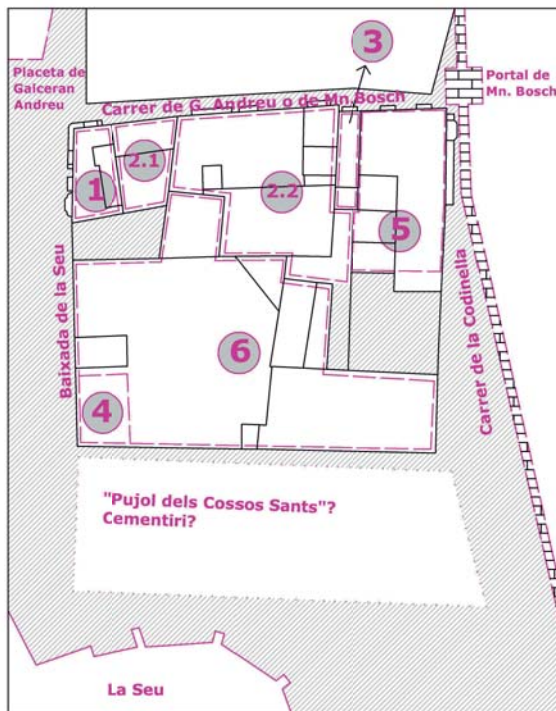 3
Placeta de
Galceran
Andreu
Portal de
Mn. Bosch
Carrer de G. Andreu o de Mn.Bosch
1
2.1
2.2
5
Baixada de la Seu
Carrer de la Codinella
6
4
"Pujol dels Cossos Sants"?
Cementiri?
La Seu